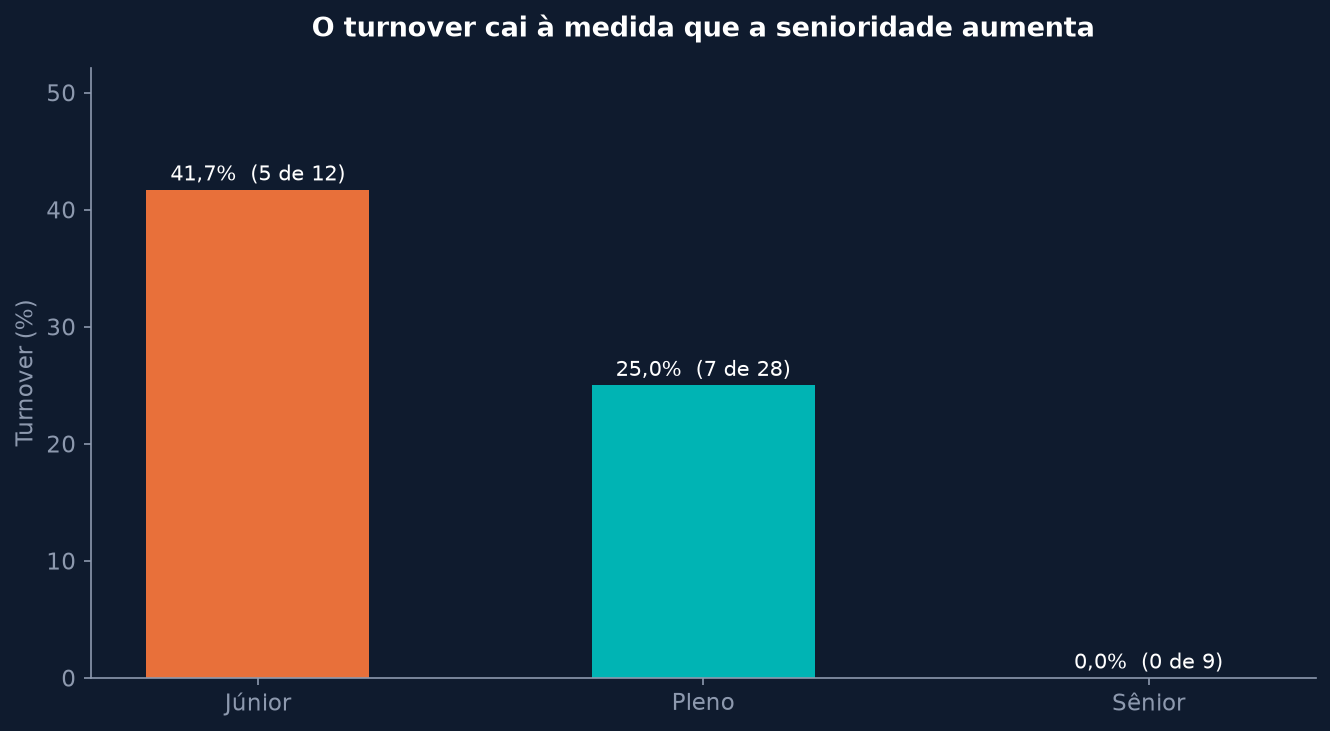 O turnover cai à medida que a senioridade aumenta
Turnover (%)
50
40
30
20
10
0
41,7%  (5 de 12)
25,0%  (7 de 28)
0,0%  (0 de 9)
Júnior
Pleno
Sênior